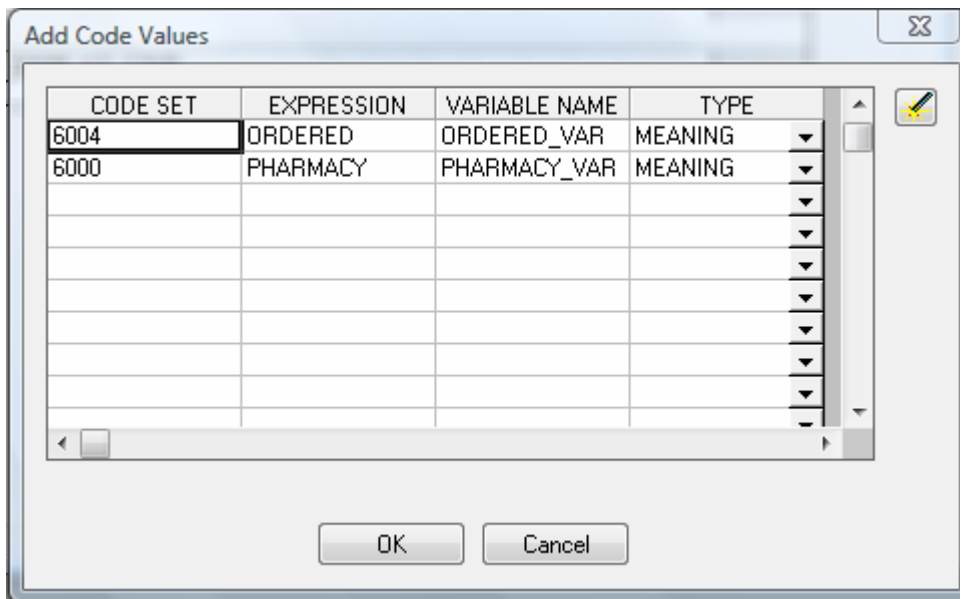 Add Code Values
CODE SET EXPRESSION VARIABLE NAME TYPE
6004 ORDERED ORDERED_VAR MEANING
6000 PHARMACY PHARMACY_VAR MEANING
OK Cancel